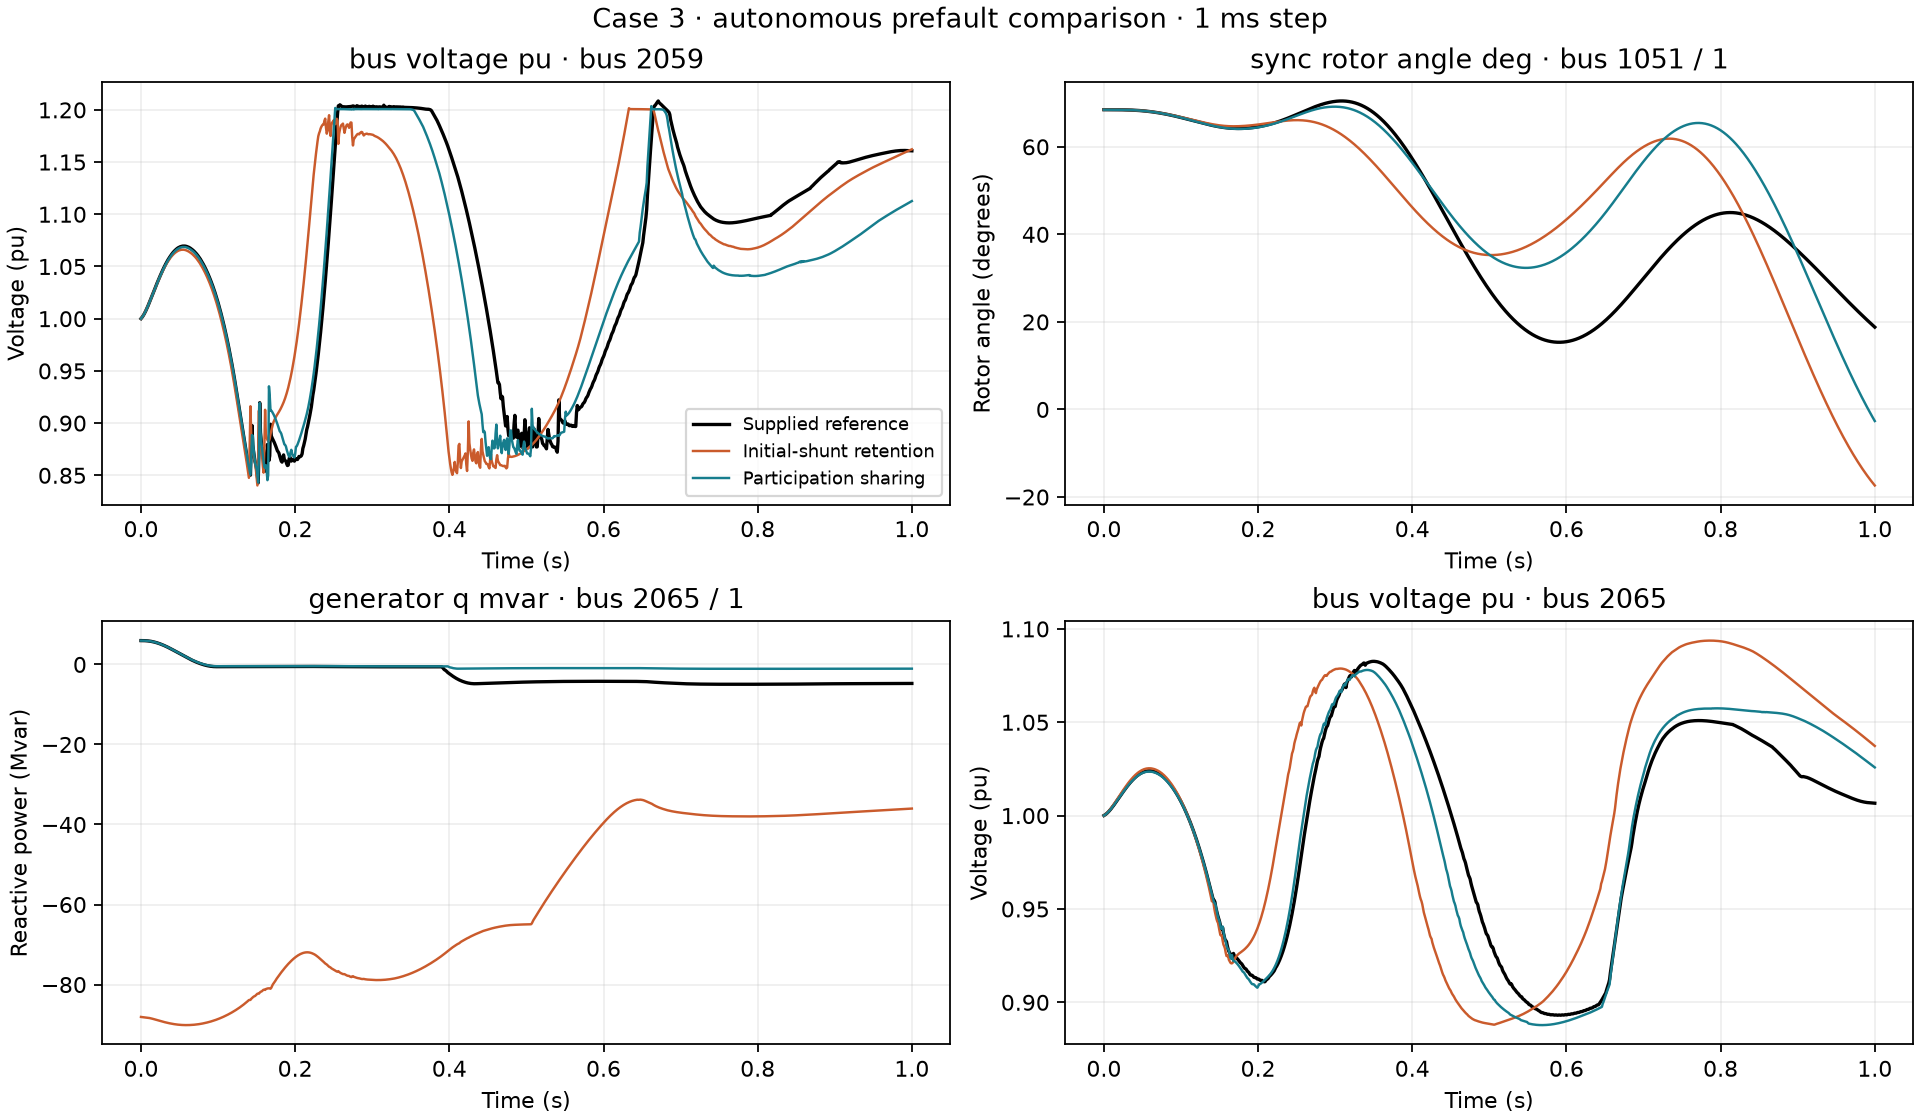 Case 3 · autonomous prefault comparison · 1 ms step
bus voltage pu · bus 2059
1.20
1.15
1.10
1.05
1.00
0.95
0.90
0.85
Voltage (pu)
Supplied reference
Initial-shunt retention
Participation sharing
0.0 0.2 0.4 0.6 0.8 1.0
Time (s)
sync rotor angle deg · bus 1051 / 1
60
40
20
0
−20
Rotor angle (degrees)
0.0 0.2 0.4 0.6 0.8 1.0
Time (s)
generator q mvar · bus 2065 / 1
0
−20
−40
−60
−80
Reactive power (Mvar)
0.0 0.2 0.4 0.6 0.8 1.0
Time (s)
bus voltage pu · bus 2065
1.10
1.05
1.00
0.95
0.90
Voltage (pu)
0.0 0.2 0.4 0.6 0.8 1.0
Time (s)